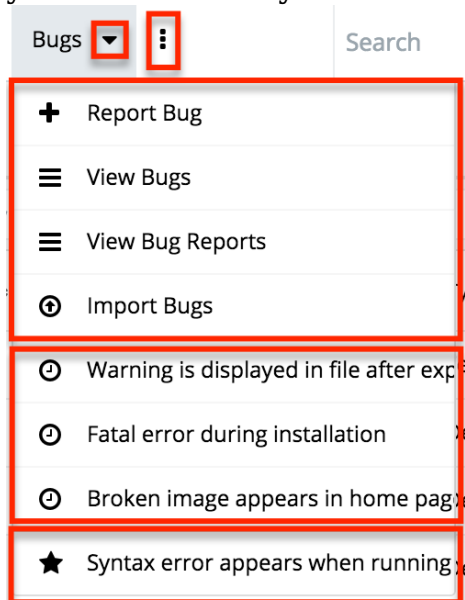 Bugs
Search
Report Bug
View Bugs
View Bug Reports
Import Bugs
Warning is displayed in file after exp
Fatal error during installation
Broken image appears in home pag
Syntax error appears when running